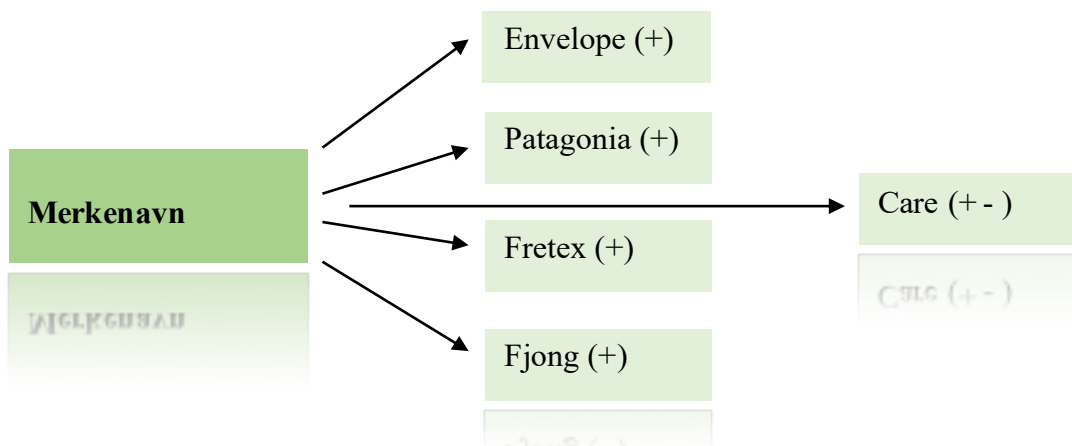 Envelope (+)
Patagonia (+)
Merkenavn
Care (+ - )
Fretex (+)
Fjong (+)